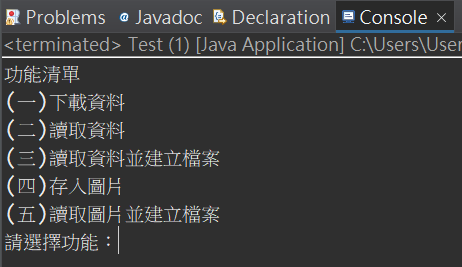 Problems @ Javadoc Declaration Console ×
<terminated> Test (1) [Java Application] C:\Users\User
功能清單
(一)下載資料
(二)讀取資料
(三)讀取資料並建立檔案
(四)存入圖片
(五)讀取圖片並建立檔案
請選擇功能：